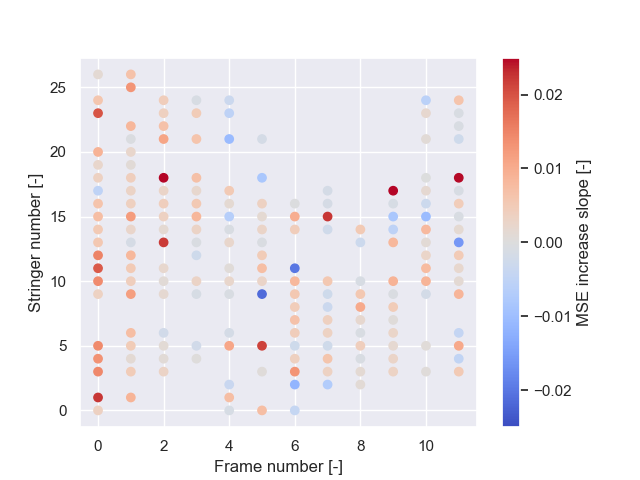 25
20
15
10
5
0
Stringer number [-]
0 2 4 6 8 10
Frame number [-]
0.02
0.01
0.00
−0.01
−0.02
MSE increase slope [-]